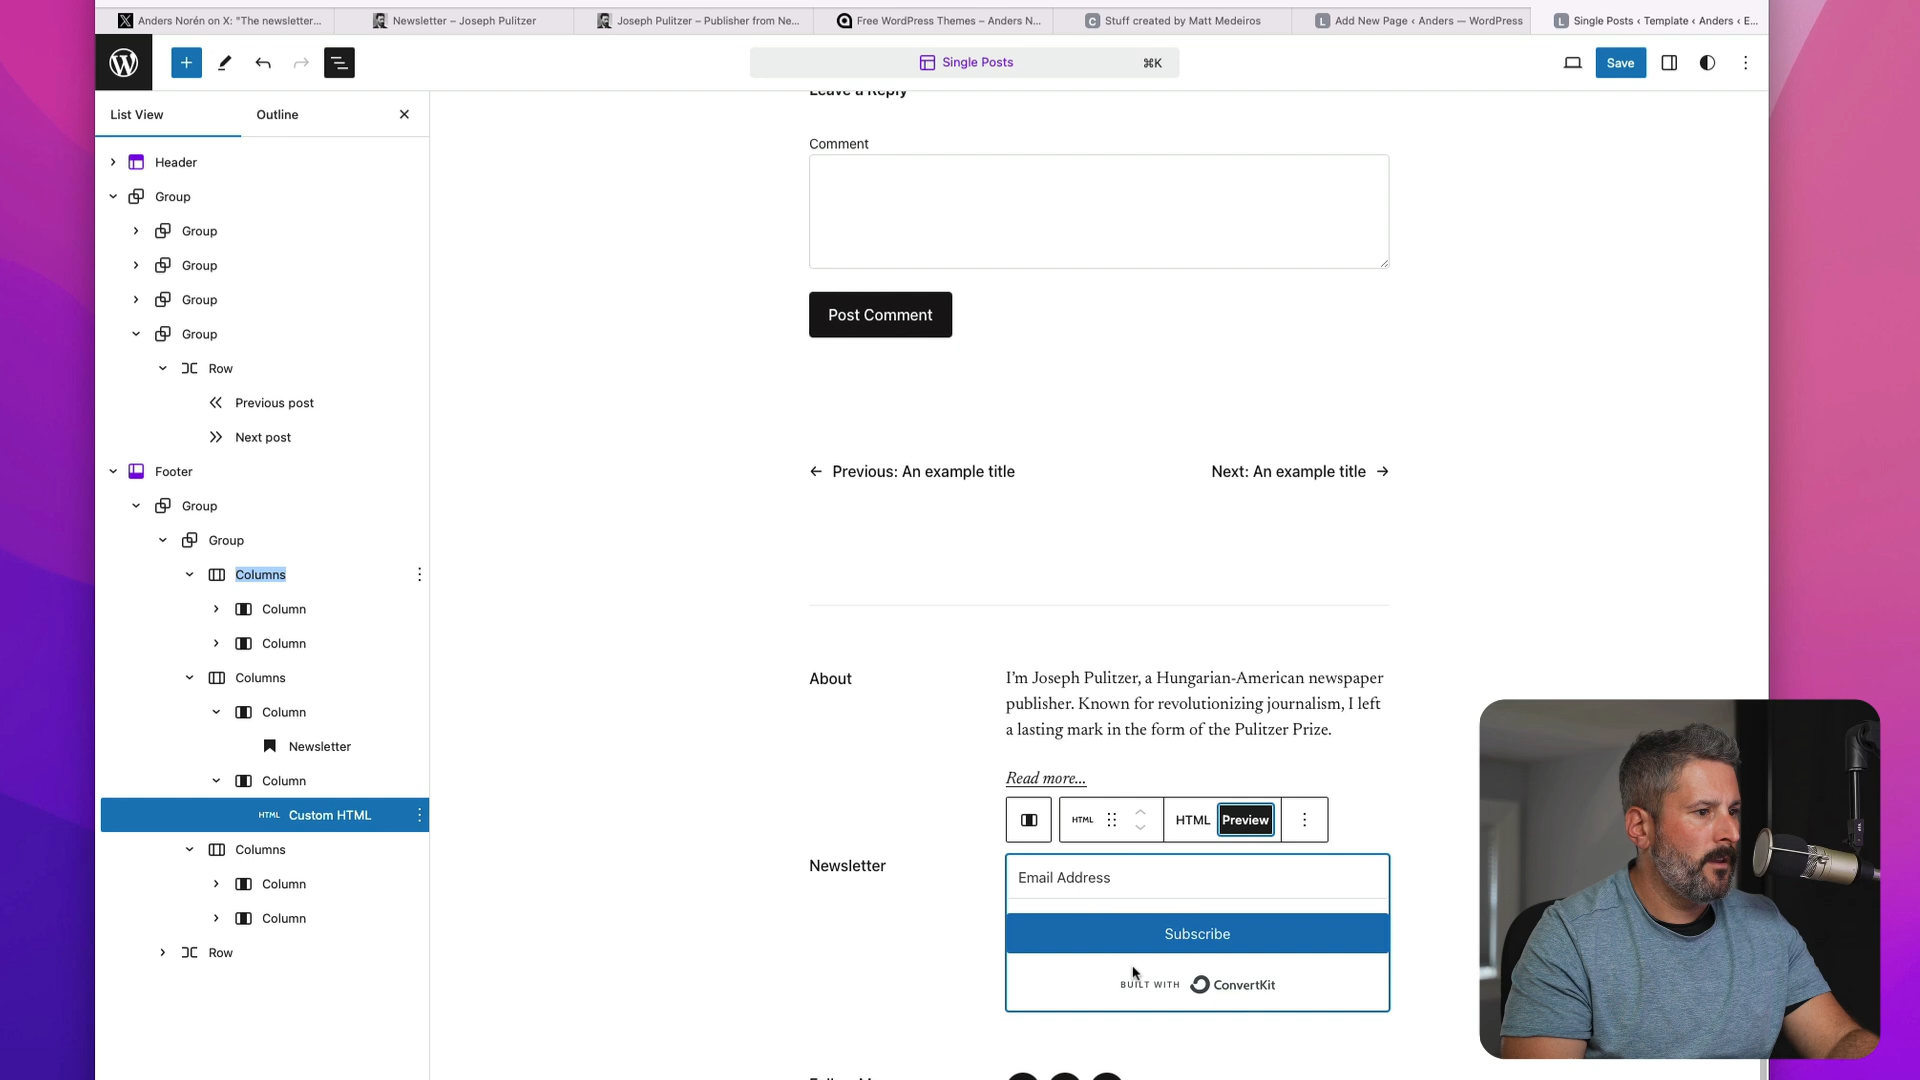 Anders Norén on X: "The newsletter...
Newsletter – Joseph Pulitzer
Joseph Pulitzer – Publisher from Ne...
Free WordPress Themes – Anders N...
C Stuff created by Matt Medeiros
L Add New Page ‹ Anders — WordPress
L Single Posts ‹ Template ‹ Anders ‹ E...
Single Posts
⌘K
Save
List View
Outline
Header
Group
Group
Group
Group
Group
Row
Previous post
Next post
Footer
Group
Group
Columns
Column
Column
Columns
Column
Newsletter
Column
HTML Custom HTML
Columns
Column
Column
Row
Leave a Reply
Comment
Post Comment
← Previous: An example title
Next: An example title →
About
I'm Joseph Pulitzer, a Hungarian-American newspaper
publisher. Known for revolutionizing journalism, I left
a lasting mark in the form of the Pulitzer Prize.
Read more...
HTML
HTML
Preview
Newsletter
Email Address
Subscribe
BUILT WITH ConvertKit